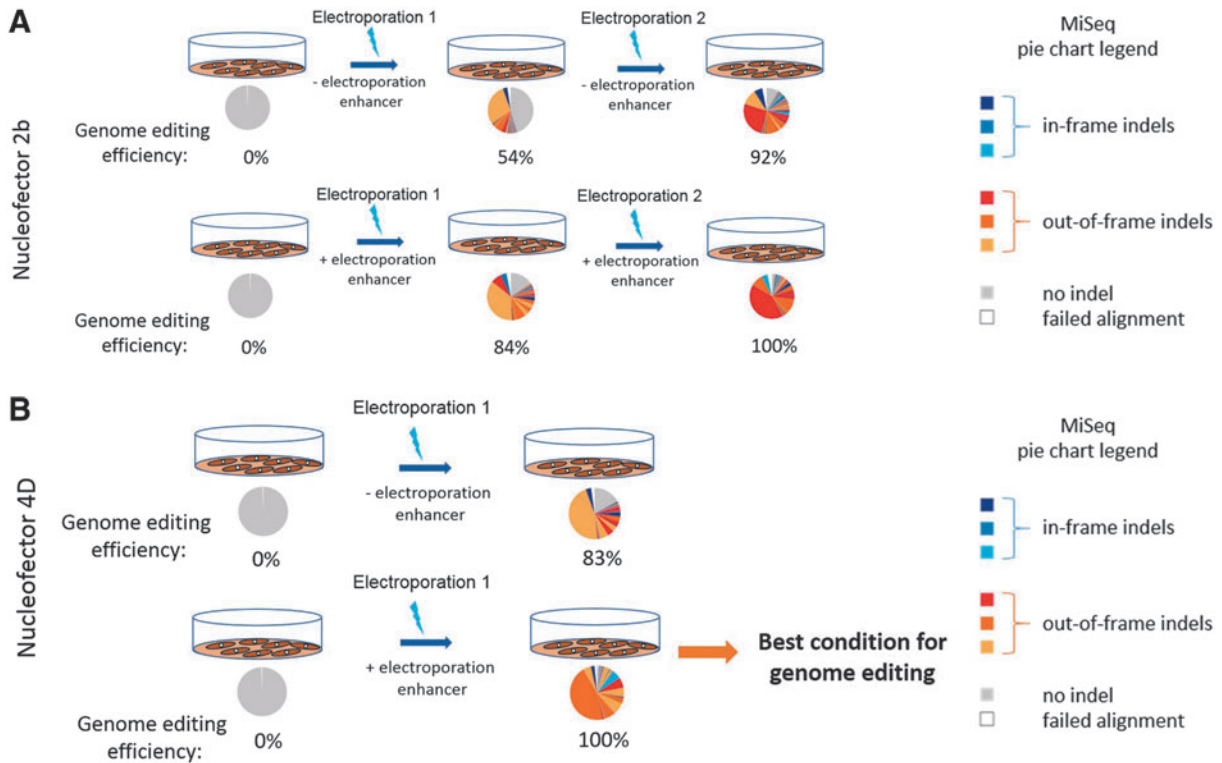 A
Nucleofector 2b
Electroporation 1
- electroporation
enhancer
Electroporation 2
- electroporation
enhancer
Genome editing
efficiency:
0%
54%
92%
Electroporation 1
+ electroporation
enhancer
Electroporation 2
+ electroporation
enhancer
Genome editing
efficiency:
0%
84%
100%
MiSeq
pie chart legend
in-frame indels
out-of-frame indels
no indel
failed alignment
B
Nucleofector 4D
Electroporation 1
- electroporation
enhancer
Genome editing
efficiency:
0%
83%
Electroporation 1
+ electroporation
enhancer
Genome editing
efficiency:
0%
100%
Best condition for
genome editing
MiSeq
pie chart legend
in-frame indels
out-of-frame indels
no indel
failed alignment